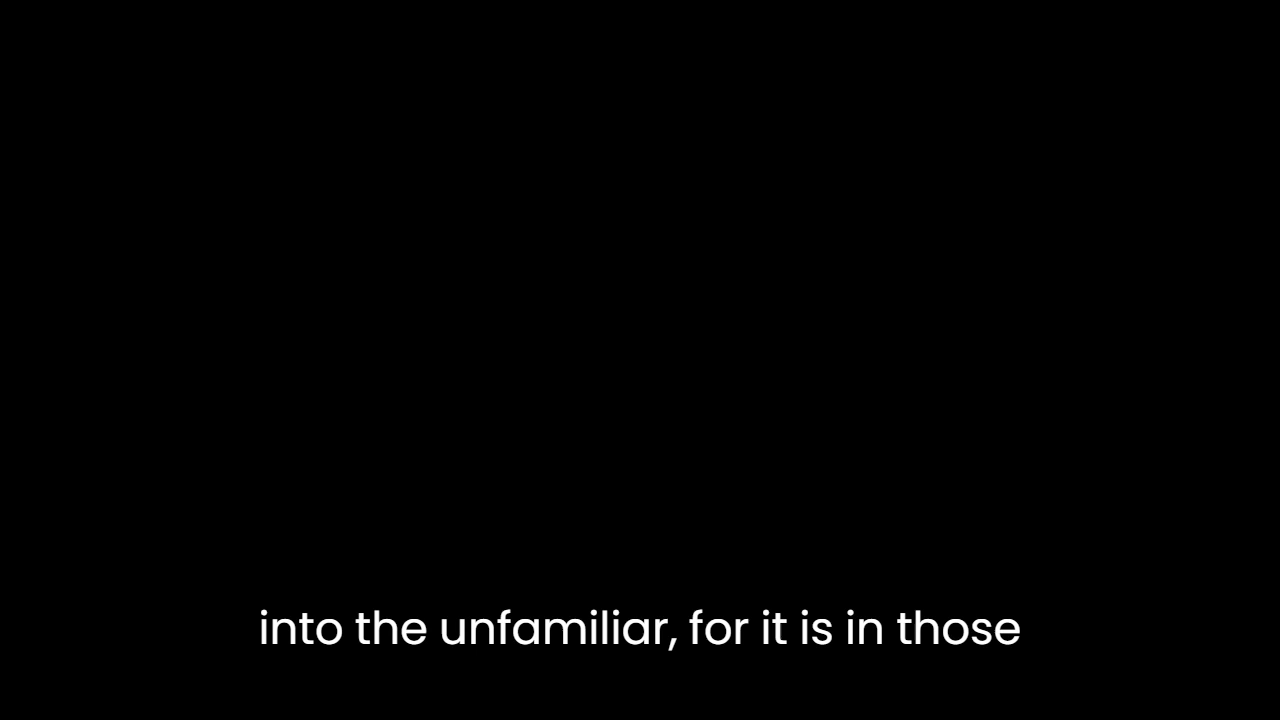 into the unfamiliar, for it is in those